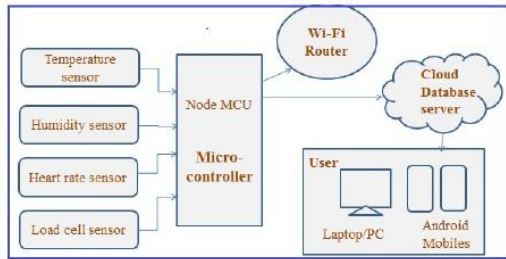 Temperature
sensor
Humidity sensor
Heart rate sensor
Load cell sensor
Node MCU
Micro-
controller
Wi-Fi
Router
Cloud
Database
server
User
Laptop/PC
Android
Mobiles